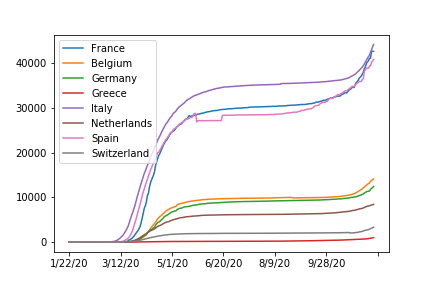 France
Belgium
Germany
Greece
Italy
Netherlands
Spain
Switzerland
40000
30000
20000
10000
0
1/22/20 3/12/20 5/1/20 6/20/20 8/9/20 9/28/20